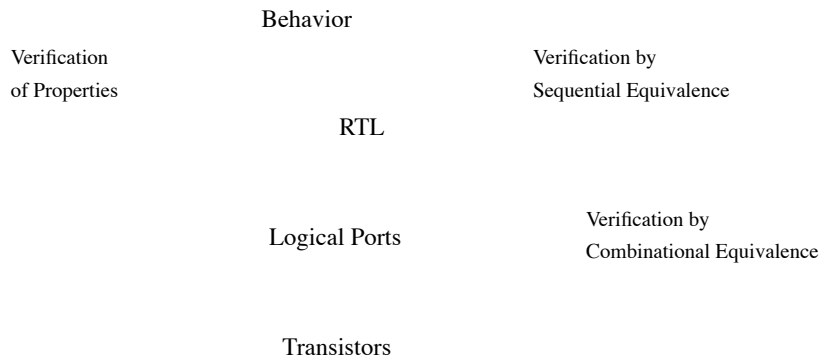 Behavior
Verification
of Properties
Verification by
Sequential Equivalence
RTL
Verification by
Combinational Equivalence
Logical Ports
Transistors